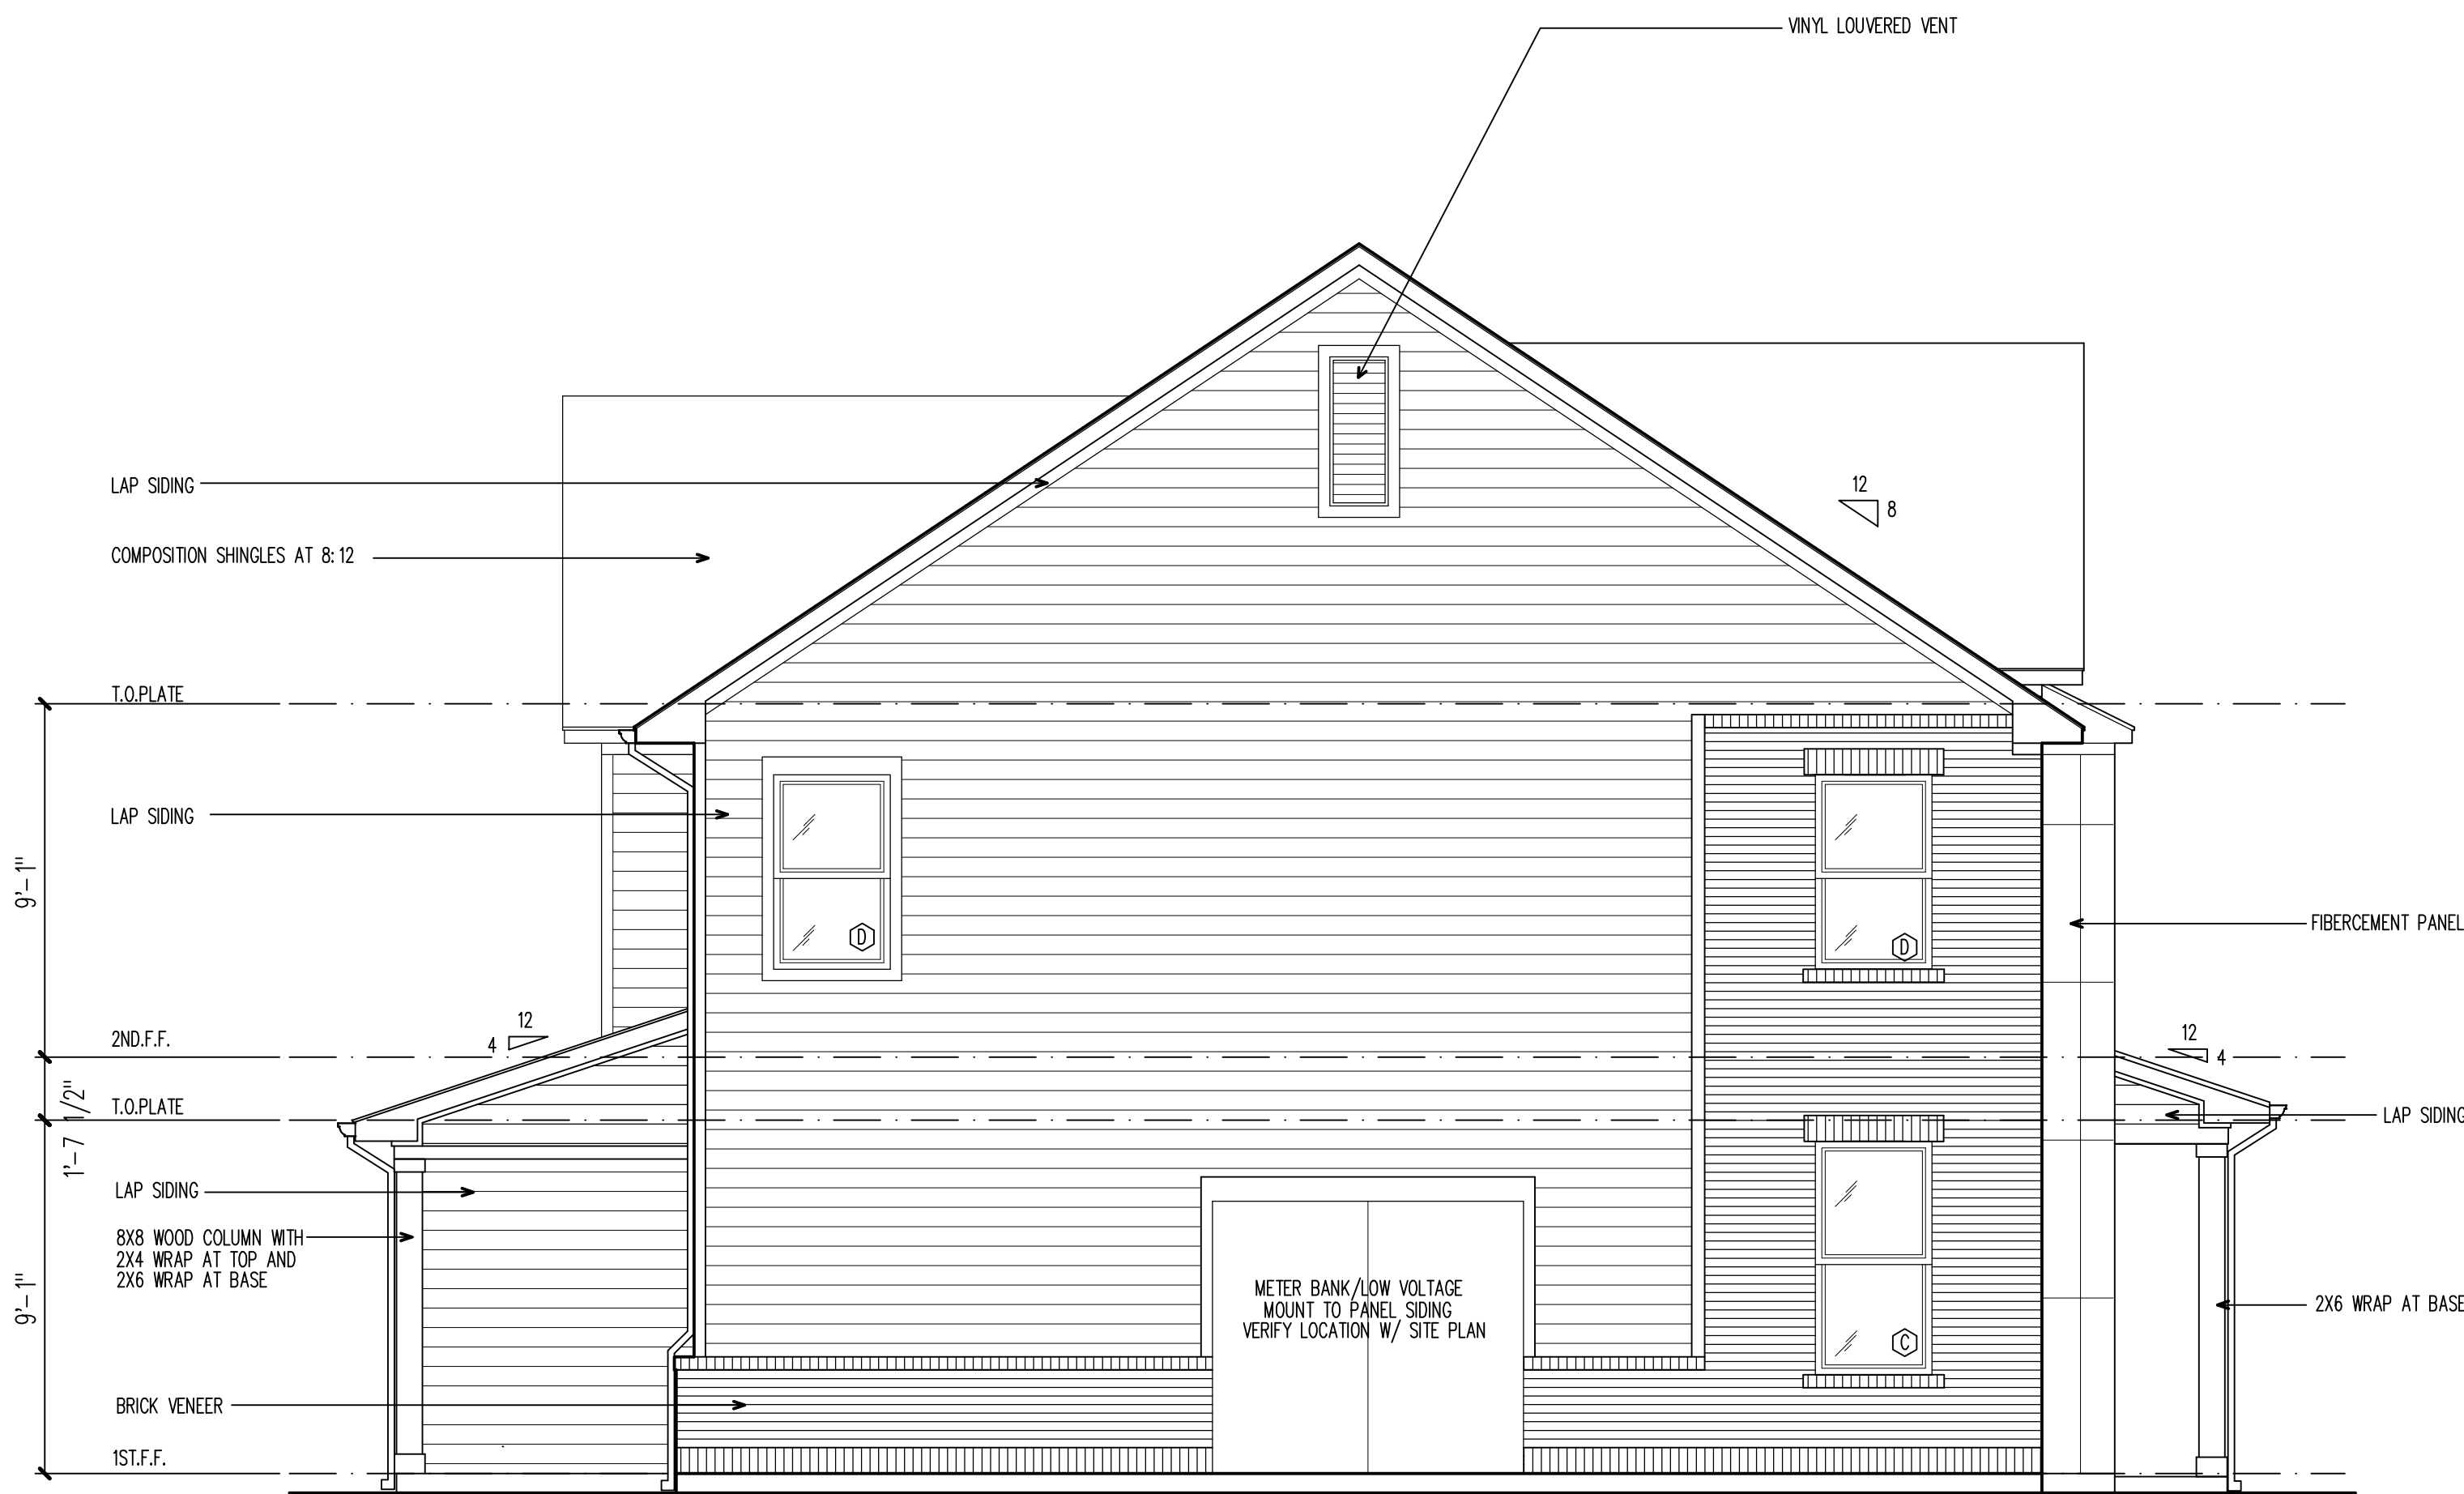 VINYL LOUVERED VENT
LAP SIDING
12
8
COMPOSITION SHINGLES AT 8:12
T.O.PLATE
LAP SIDING
9'-1"
D
D
FIBERCEMENT PANEL
2ND.F.F.
12
4
12
4
1'-7 1/2"
T.O.PLATE
LAP SIDING
LAP SIDING
8X8 WOOD COLUMN WITH
2X4 WRAP AT TOP AND
2X6 WRAP AT BASE
9'-1"
METER BANK/LOW VOLTAGE
MOUNT TO PANEL SIDING
VERIFY LOCATION W/ SITE PLAN
C
2X6 WRAP AT BASE
BRICK VENEER
1ST.F.F.